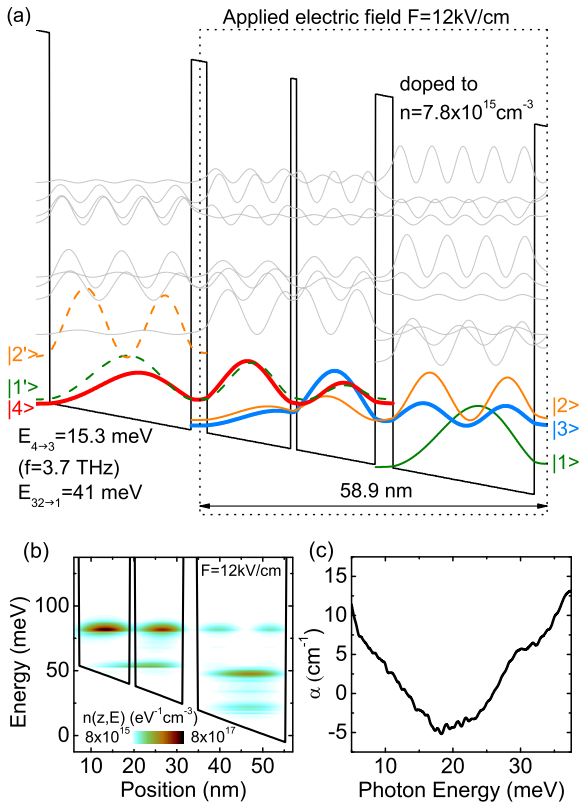 (a)
Applied electric field F=12kV/cm
doped to
n=7.8x10¹⁵cm⁻³
|2'>
|1'>
|4>
|2>
|3>
|1>
E₄→₃=15.3 meV
(f=3.7 THz)
E₃₂→₁=41 meV
58.9 nm
(b)
F=12kV/cm
100
50
0
Energy (meV)
n(z,E) (eV⁻¹cm⁻³)
8x10¹⁵
8x10¹⁷
10 20 30 40 50
Position (nm)
(c)
15
10
5
0
-5
α (cm⁻¹)
10 20 30
Photon Energy (meV)